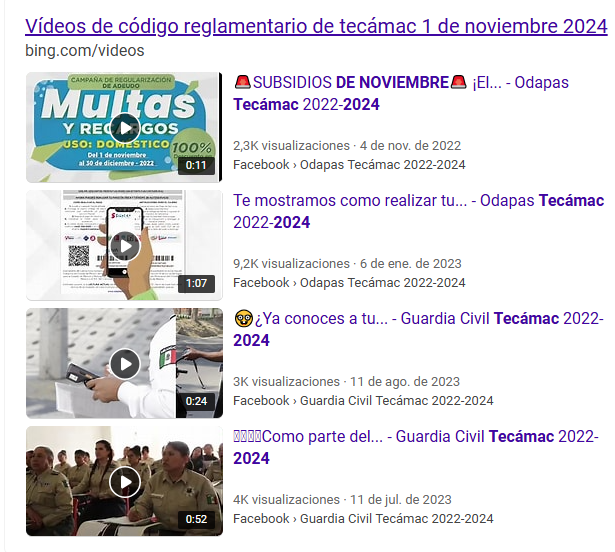 Vídeos de código reglamentario de tecámac 1 de noviembre 2024
bing.com/videos
CAMPAÑA DE REGULARIZACIÓN
DE ADEUDO
Multas
Y RECARGOS
USO: DOMÉSTICO
100%
Del 1 de noviembre
al 30 de diciembre - 2022
0:11
🚨SUBSIDIOS DE NOVIEMBRE🚨 ¡El... - Odapas
Tecámac 2022-2024
2,3K visualizaciones · 4 de nov. de 2022
Facebook › Odapas Tecámac 2022-2024
1:07
Te mostramos como realizar tu... - Odapas Tecámac
2022-2024
9,2K visualizaciones · 6 de ene. de 2023
Facebook › Odapas Tecámac 2022-2024
0:24
🤓¿Ya conoces a tu... - Guardia Civil Tecámac 2022-
2024
3K visualizaciones · 11 de ago. de 2023
Facebook › Guardia Civil Tecámac 2022-2024
0:52
Como parte del... - Guardia Civil Tecámac 2022-
2024
4K visualizaciones · 11 de jul. de 2023
Facebook › Guardia Civil Tecámac 2022-2024